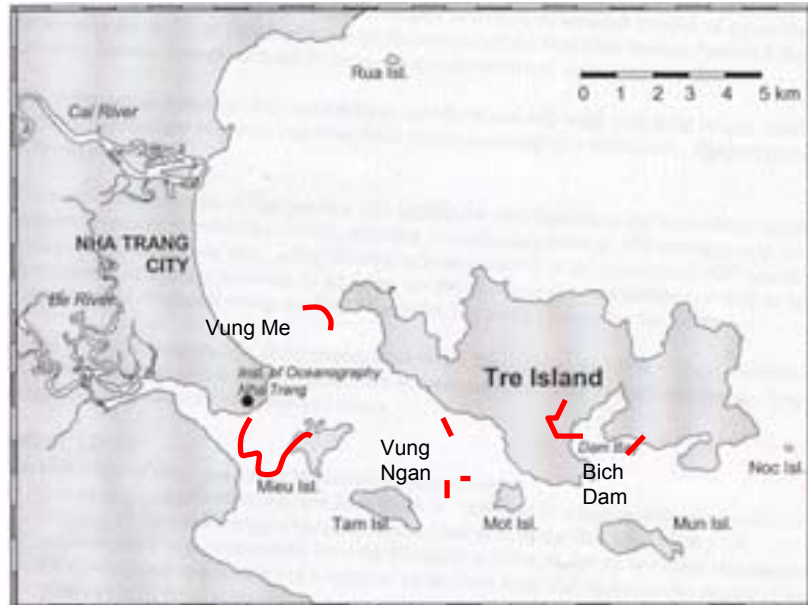 Rua Isl.
0 1 2 3 4 5 km
Cai River
NHA TRANG
CITY
Be River
Vung Me
Inst. of Oceanography
Nha Trang
Tre Island
Vung
Ngan
Dam Bay
Bich
Dam
Noc Isl.
Mieu Isl.
Tam Isl.
Mot Isl.
Mun Isl.